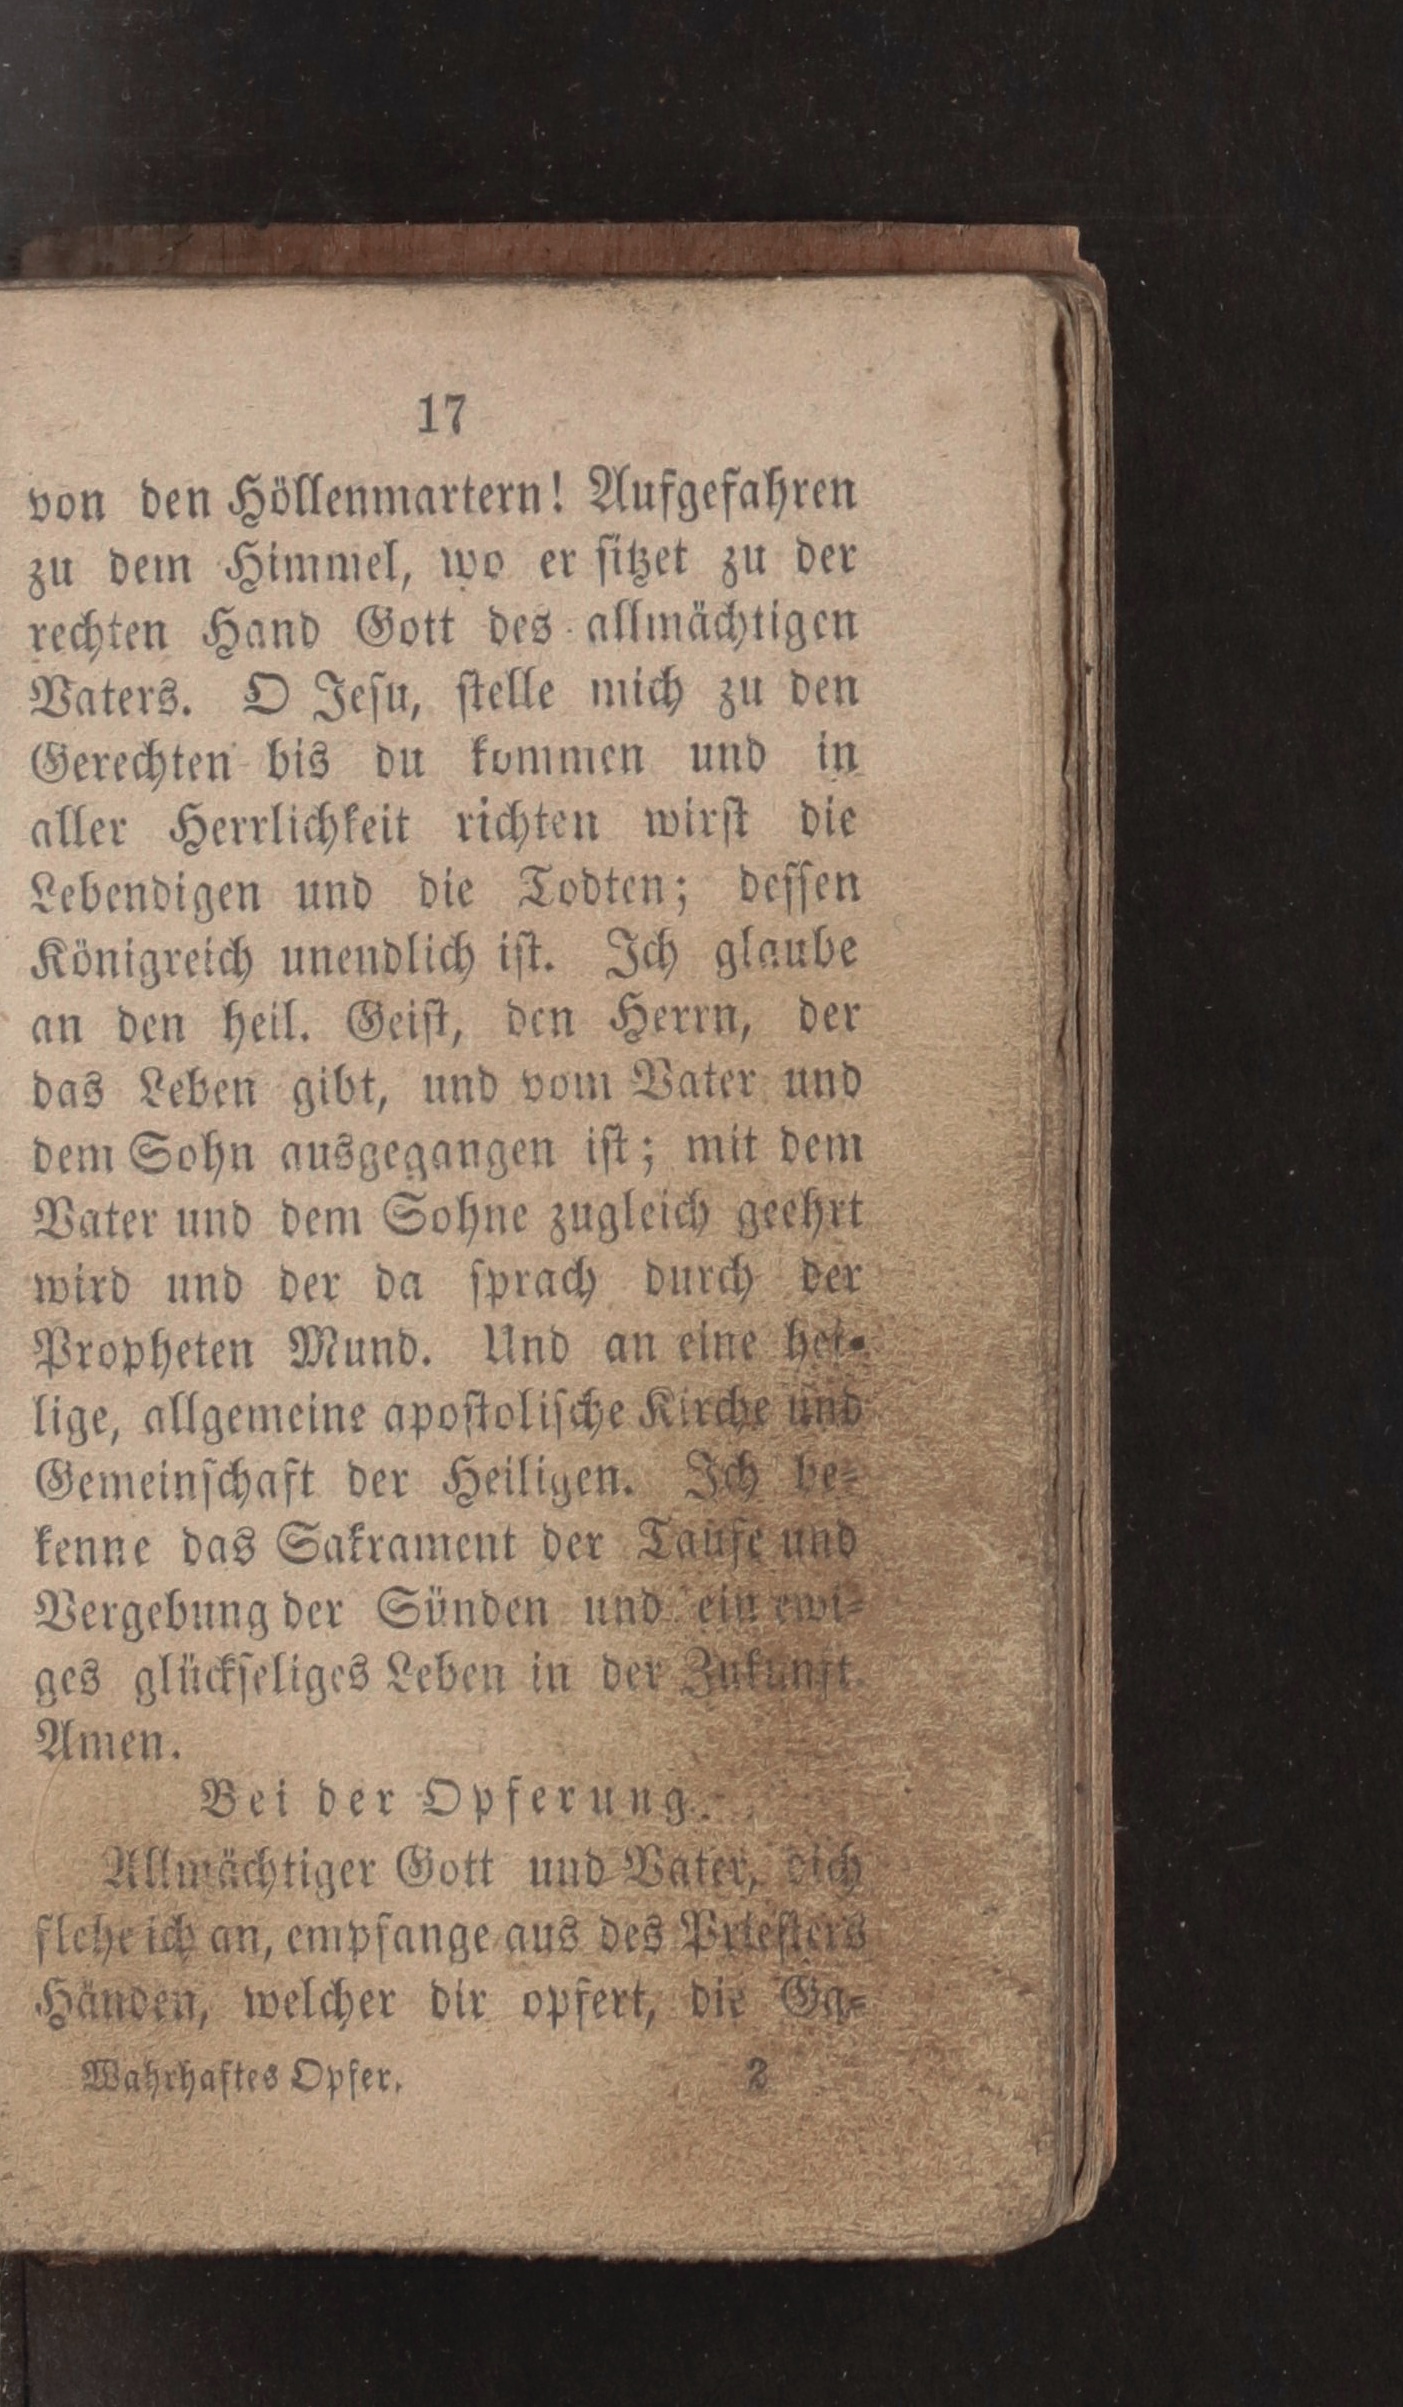 17
von den Höllenmartern! Aufgefahren
zu dem Himmel, wo er sitzet zu der
rechten Hand Gott des allmächtigen
Vaters. O Jesu, stelle mich zu den
Gerechten bis du kommen und in
aller Herrlichkeit richten wirst die
Lebendigen und die Todten; dessen
Königreich unendlich ist. Ich glaube
an den heil. Geist, den Herrn, der
das Leben gibt, und vom Vater und
dem Sohn ausgegangen ist; mit dem
Vater und dem Sohne zugleich geehrt
wird und der da sprach durch der
Propheten Mund. Und an eine hei-
lige, allgemeine apostolische Kirche und
Gemeinschaft der Heiligen. Ich be-
kenne das Sakrament der Taufe und
Vergebung der Sünden und ein ewi-
ges glückseliges Leben in der Zukunft
Amen.
Bei der Opferung.
Allmächtiger Gott und Vater, dich
flehe ich an, empfange aus des Priesters
Händen, welcher dir opfert, die Ga-
Wahrhaftes Opfer. 2